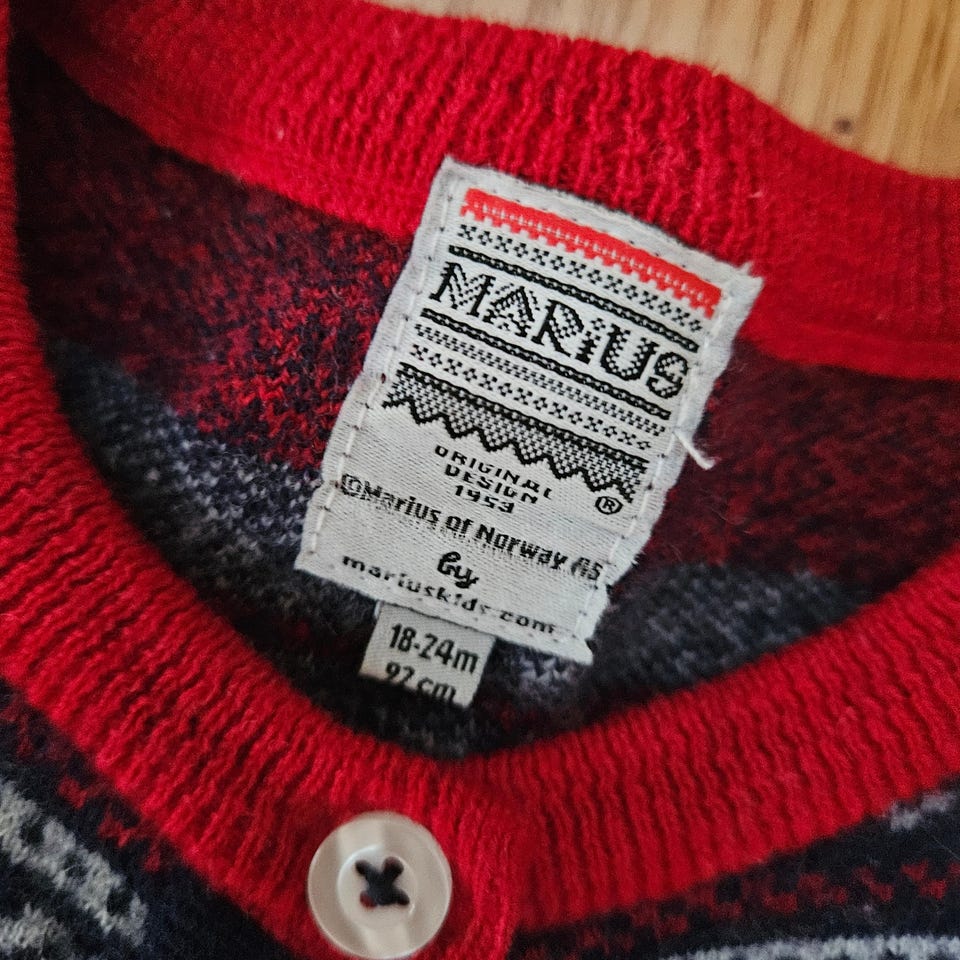 MARiUS
ORIGINAL
DESIGN
1953
®
©Marius of Norway AS
by
mariuskids.com
18-24m
92 cm